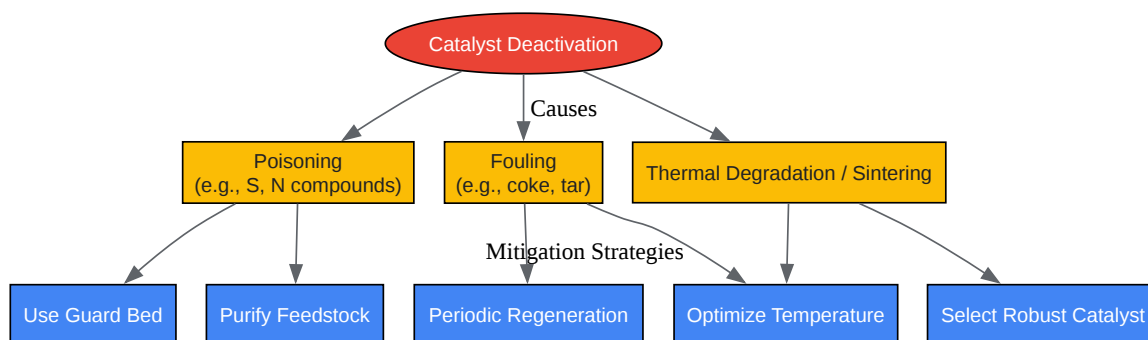 Catalyst Deactivation
Causes
Poisoning
(e.g., S, N compounds)
Fouling
(e.g., coke, tar)
Thermal Degradation / Sintering
Mitigation Strategies
Use Guard Bed
Purify Feedstock
Periodic Regeneration
Optimize Temperature
Select Robust Catalyst